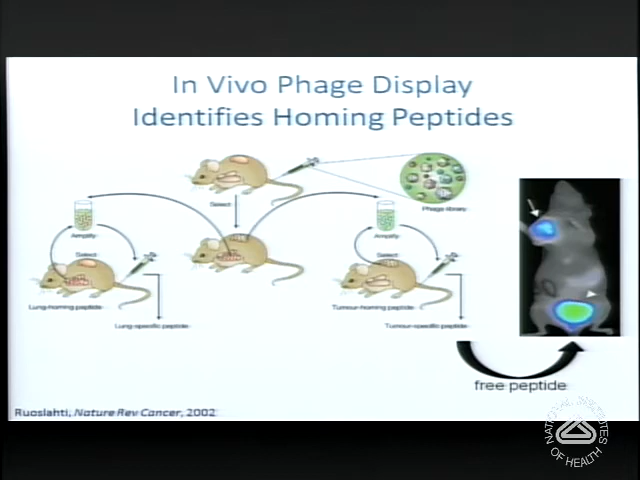 In Vivo Phage Display
Identifies Homing Peptides
Select
Phage library
Amplify
Amplify
Select
Select
Lung-homing peptide
Tumour-homing peptide
Lung-specific peptide
Tumour-specific peptide
free peptide
Ruoslahti, Nature Rev Cancer, 2002
NATIONAL INSTITUTES
OF HEALTH